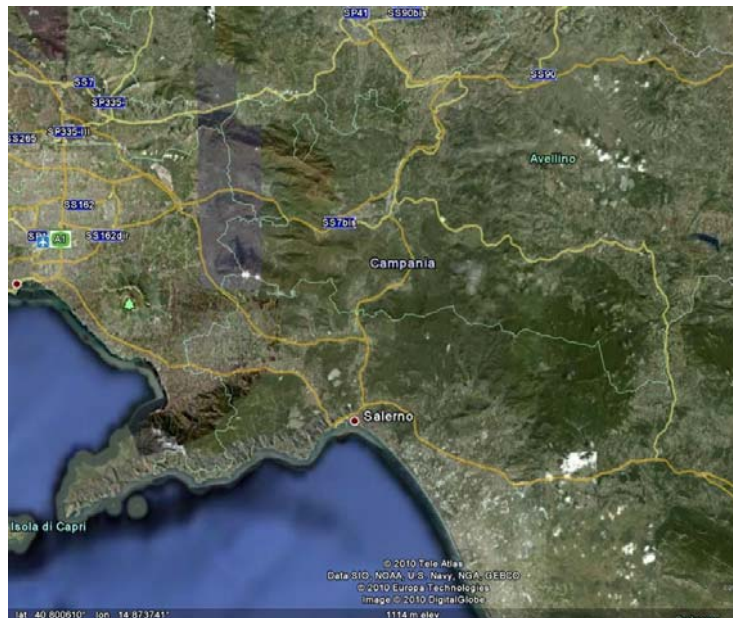 SP41
SS90bis
SS7
SS90
SP335-I
SP335-III
SS265
Avellino
SS162
SS7bis
A1
SS162dir
Campania
Salerno
Isola di Capri
© 2010 Tele Atlas
Data SIO, NOAA, U.S. Navy, NGA, GEBCO
© 2010 Europa Technologies
Image © 2010 DigitalGlobe
lat 40.800610° lon 14.873741° 1114 m elev